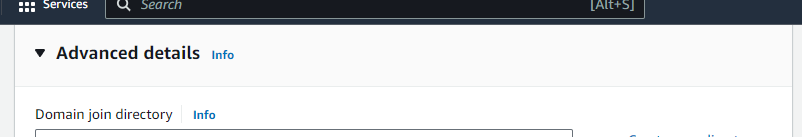 Services
Search
[Alt+S]
Advanced details Info
Domain join directory Info